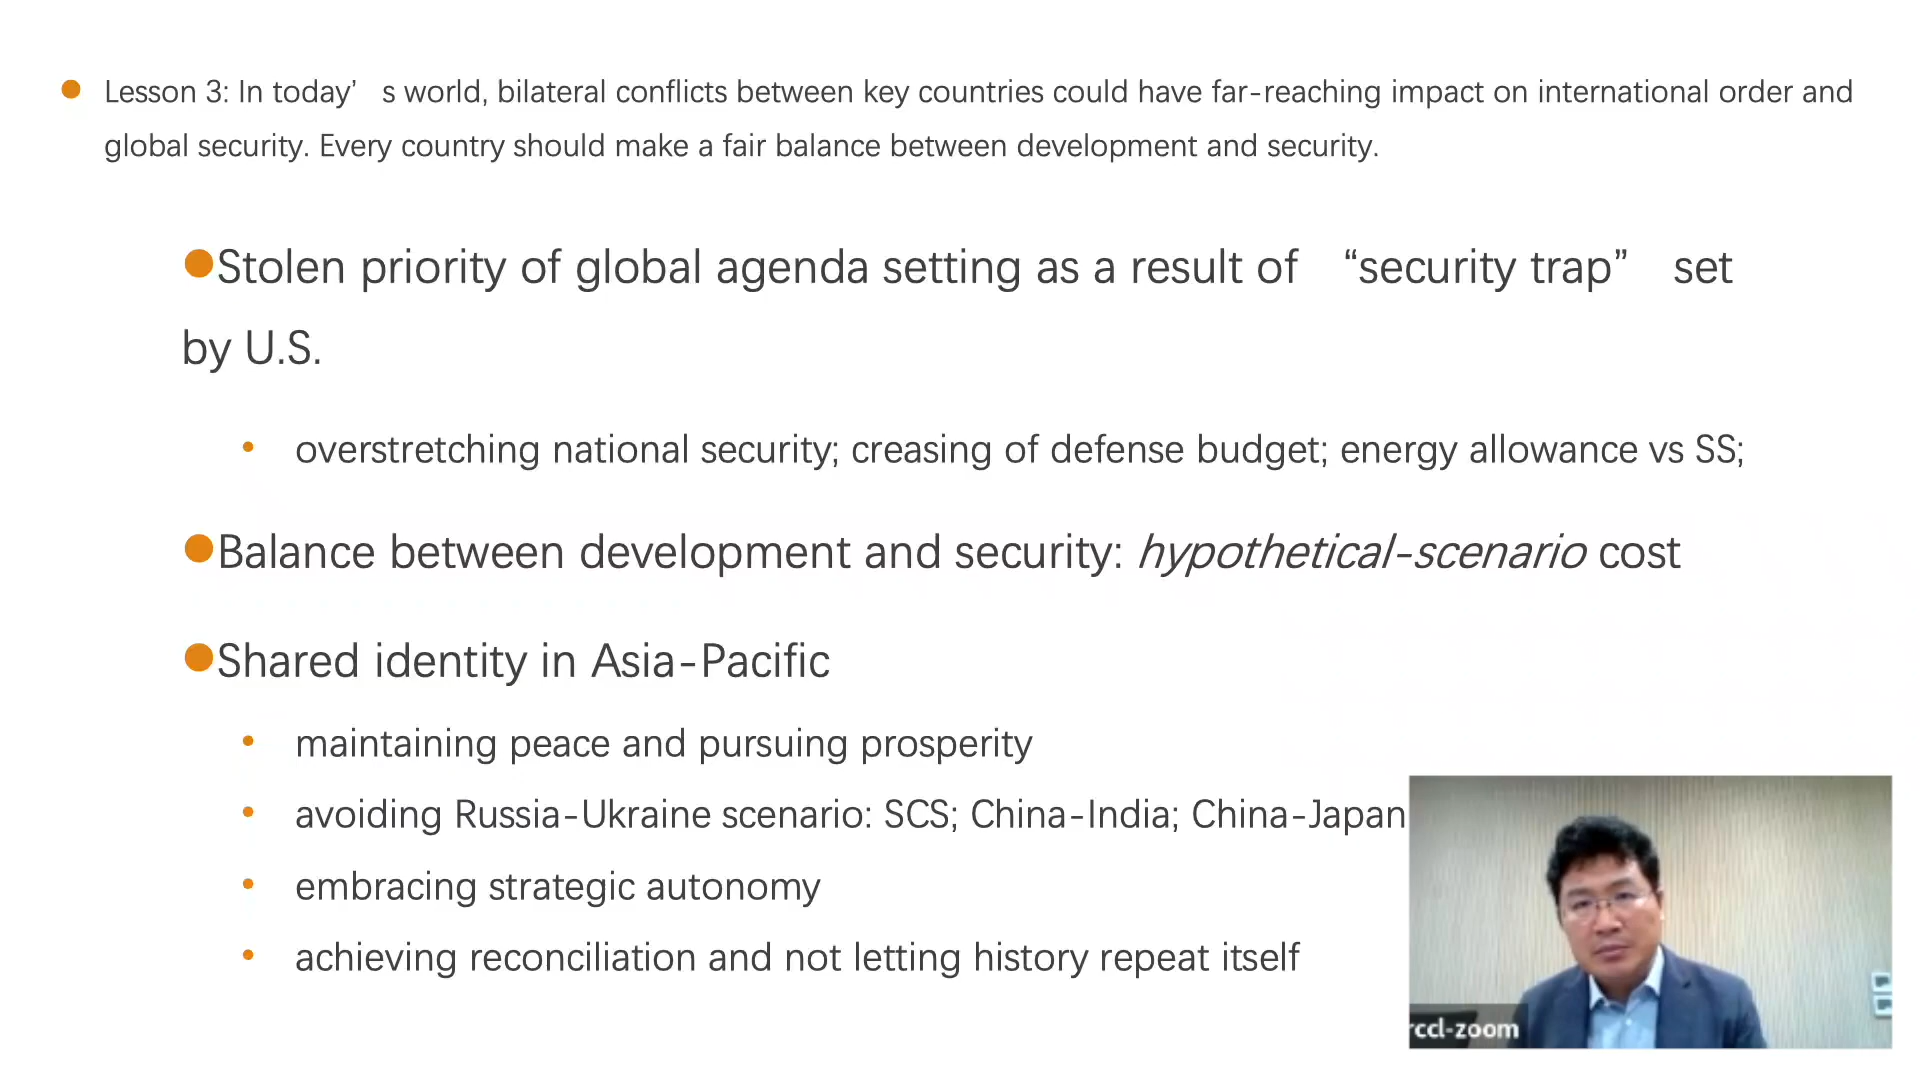 Lesson 3: In today’s world, bilateral conflicts between key countries could have far-reaching impact on international order and
global security. Every country should make a fair balance between development and security.
Stolen priority of global agenda setting as a result of “security trap” set
by U.S.
overstretching national security; creasing of defense budget; energy allowance vs SS;
Balance between development and security: hypothetical-scenario cost
Shared identity in Asia-Pacific
maintaining peace and pursuing prosperity
avoiding Russia-Ukraine scenario: SCS; China-India; China-Japan
embracing strategic autonomy
achieving reconciliation and not letting history repeat itself
rccl-zoom